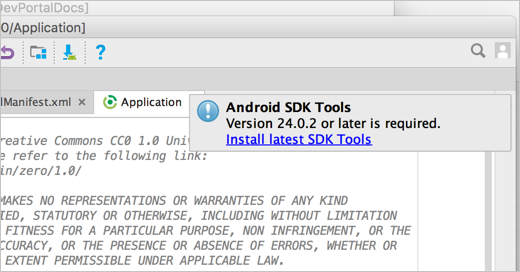 DevPortalDocs]
0/Application]
?
Manifest.xml × Application
Android SDK Tools
Version 24.0.2 or later is required.
Install latest SDK Tools
reative Commons CC0 1.0
e refer to the following link:
in/zero/1.0/
MAKES NO REPRESENTATIONS OR WARRANTIES OF ANY KIND
IED, STATUTORY OR OTHERWISE, INCLUDING WITHOUT LIMITATION
FITNESS FOR A PARTICULAR PURPOSE, NON INFRINGEMENT, OR THE
CCURACY, OR THE PRESENCE OR ABSENCE OF ERRORS, WHETHER OR
EXTENT PERMISSIBLE UNDER APPLICABLE LAW.